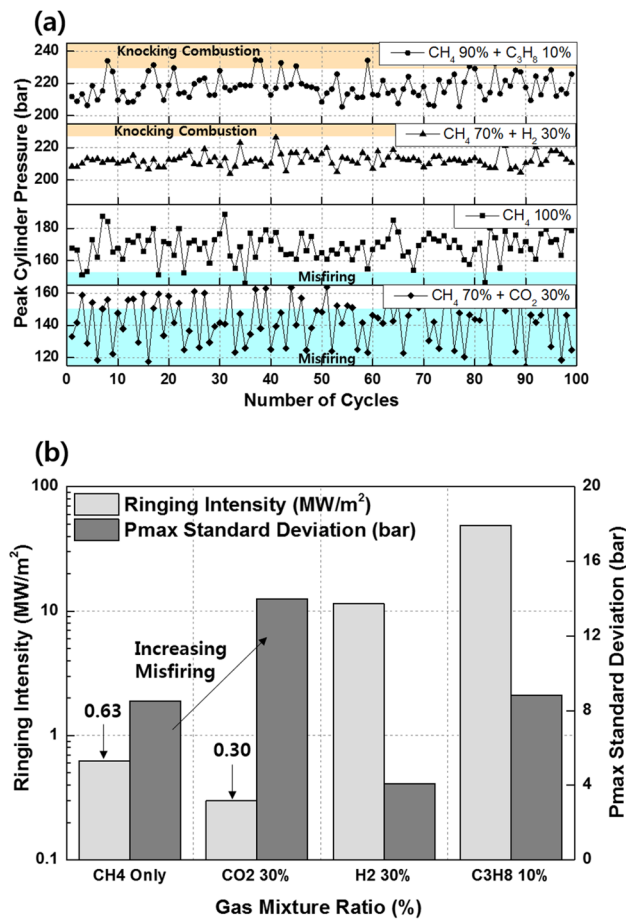 (a)
Knocking Combustion
CH₄ 90% + C₃H₈ 10%
240
220
200
Knocking Combustion
CH₄ 70% + H₂ 30%
220
200
CH₄ 100%
180
160
Misfiring
160
CH₄ 70% + CO₂ 30%
140
120
Misfiring
0 10 20 30 40 50 60 70 80 90 100
Number of Cycles
Peak Cylinder Pressure (bar)
(b)
Ringing Intensity (MW/m²)
Pmax Standard Deviation (bar)
100
10
1
0.1
Ringing Intensity (MW/m²)
Increasing
Misfiring
0.63
0.30
20
16
12
8
4
0
Pmax Standard Deviation (bar)
CH4 Only CO2 30% H2 30% C3H8 10%
Gas Mixture Ratio (%)